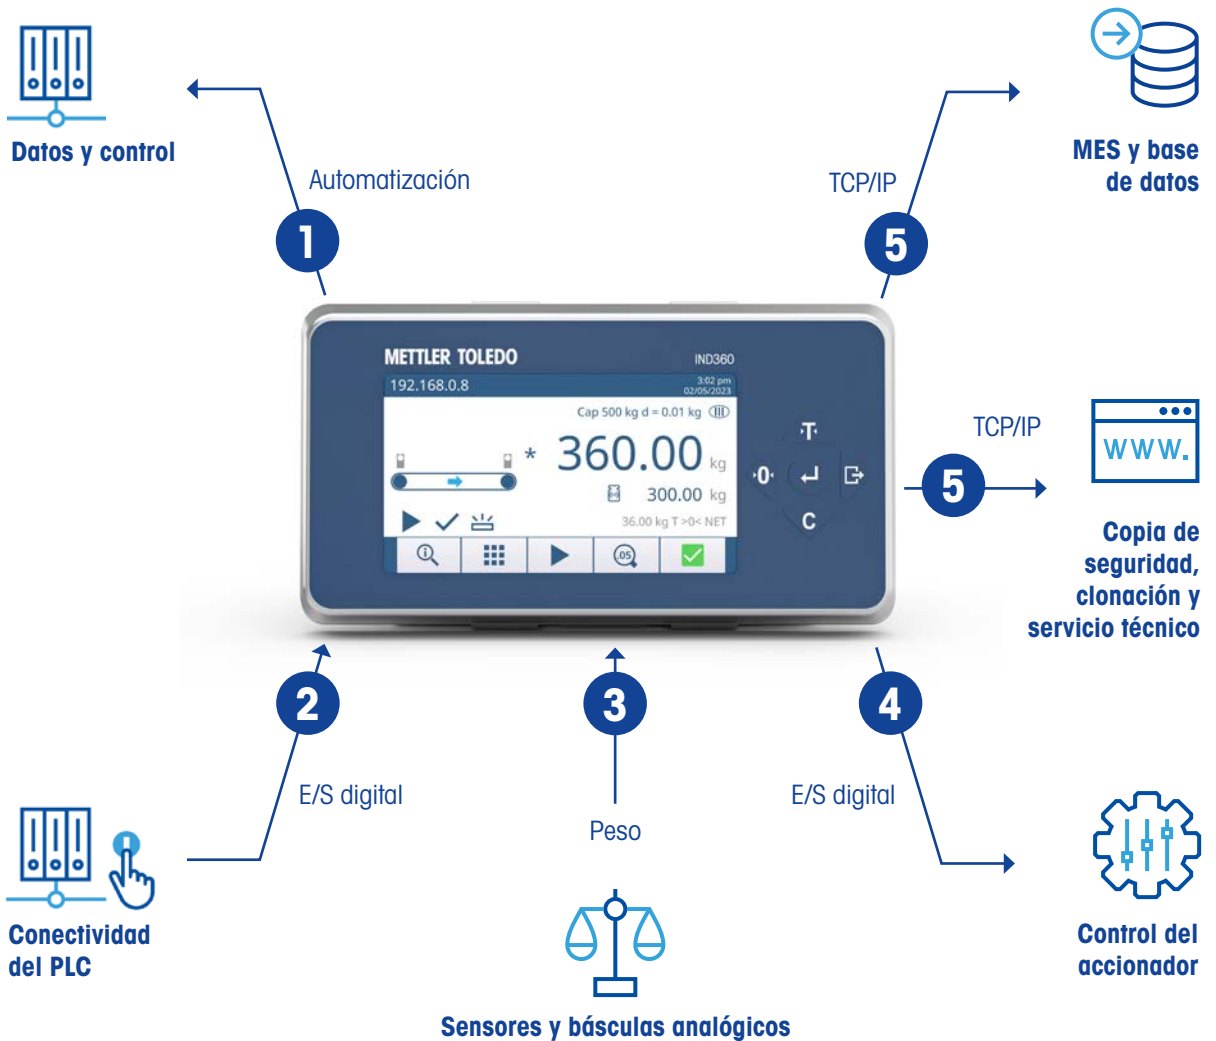 Datos y control
Automatización
1
TCP/IP
5
MES y base
de datos
METTLER TOLEDO
IND360
192.168.0.8
3:02 pm
02/05/2023
Cap 500 kg d = 0.01 kg
* 360.00 kg
300.00 kg
36.00 kg T >0< NET
.05
T
0
C
TCP/IP
5
www.
Copia de
seguridad,
clonación y
servicio técnico
2
E/S digital
Conectividad
del PLC
3
Peso
Sensores y básculas analógicos
4
E/S digital
Control del
accionador